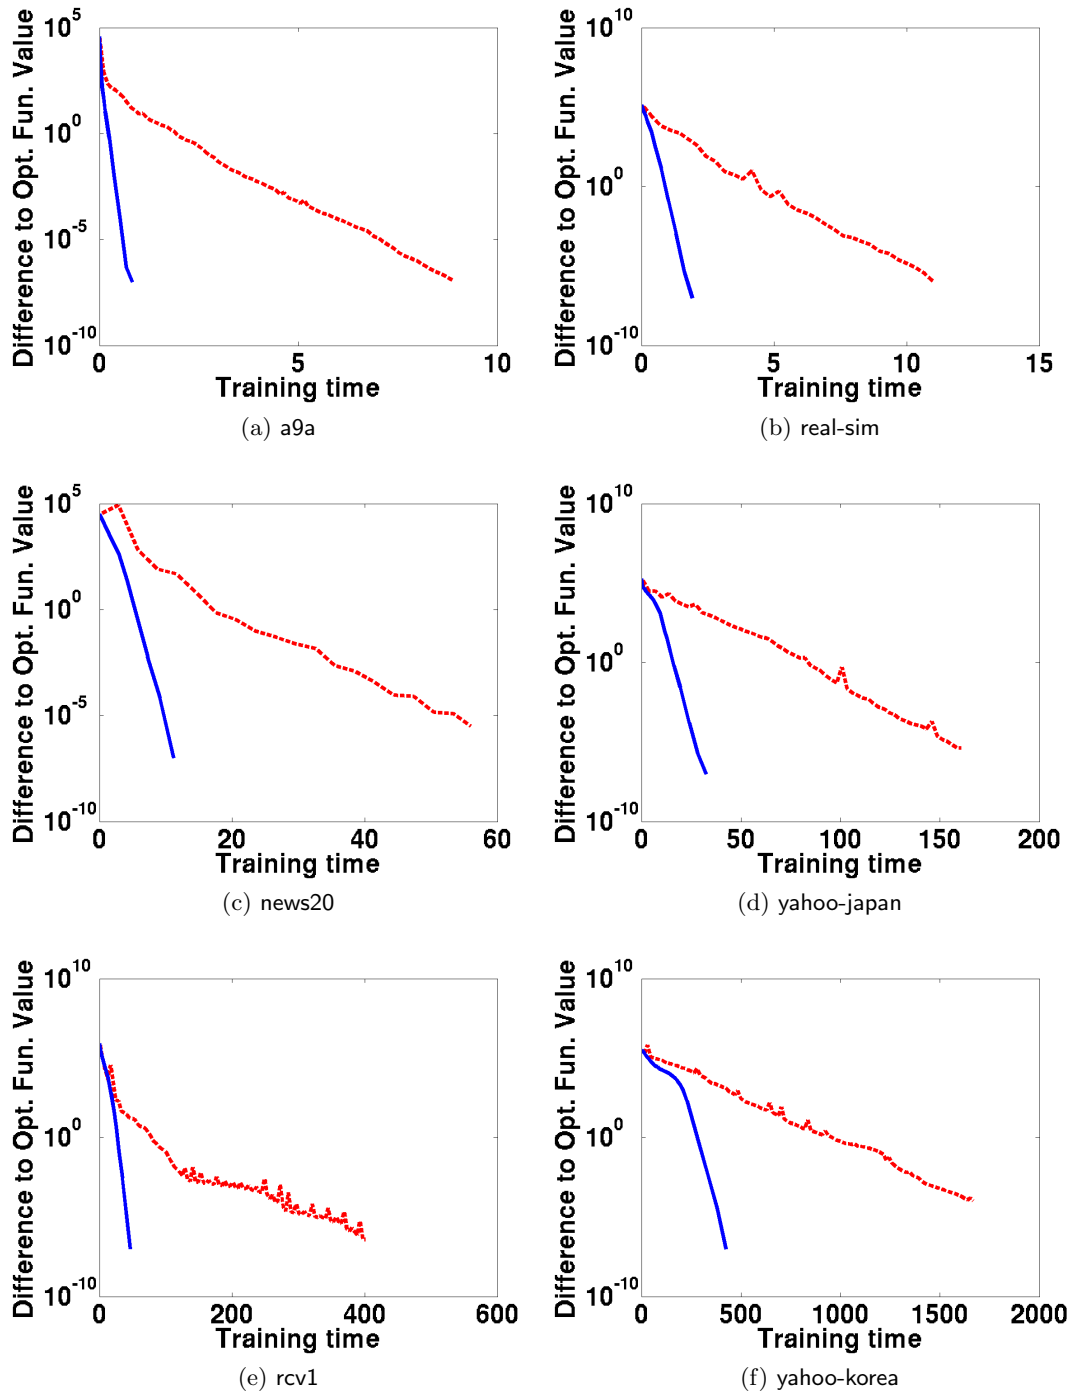 Difference to Opt. Fun. Value
10^5
10^0
10^-5
10^-10
0 5 10
Training time
(a) a9a
Difference to Opt. Fun. Value
10^10
10^0
10^-10
0 5 10 15
Training time
(b) real-sim
Difference to Opt. Fun. Value
10^5
10^0
10^-5
10^-10
0 20 40 60
Training time
(c) news20
Difference to Opt. Fun. Value
10^10
10^0
10^-10
0 50 100 150 200
Training time
(d) yahoo-japan
Difference to Opt. Fun. Value
10^10
10^0
10^-10
0 200 400 600
Training time
(e) rcv1
Difference to Opt. Fun. Value
10^10
10^0
10^-10
0 500 1000 1500 2000
Training time
(f) yahoo-korea